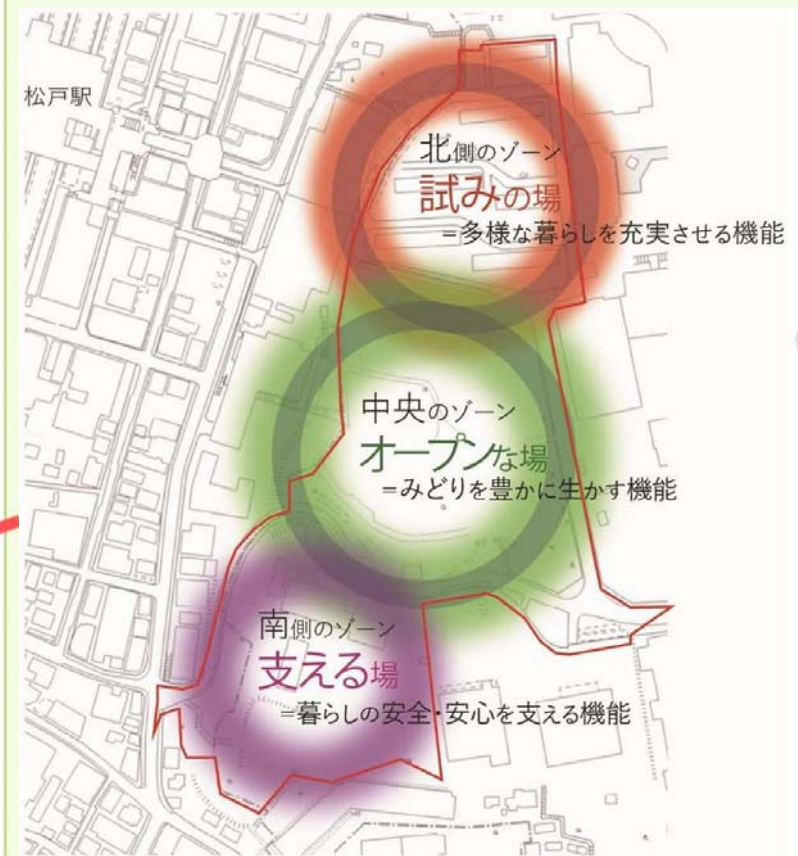 松戸駅
北側のゾーン
試みの場
=多様な暮らしを充実させる機能
中央のゾーン
オープンな場
=みどりを豊かに生かす機能
南側のゾーン
支える場
=暮らしの安全・安心を支える機能